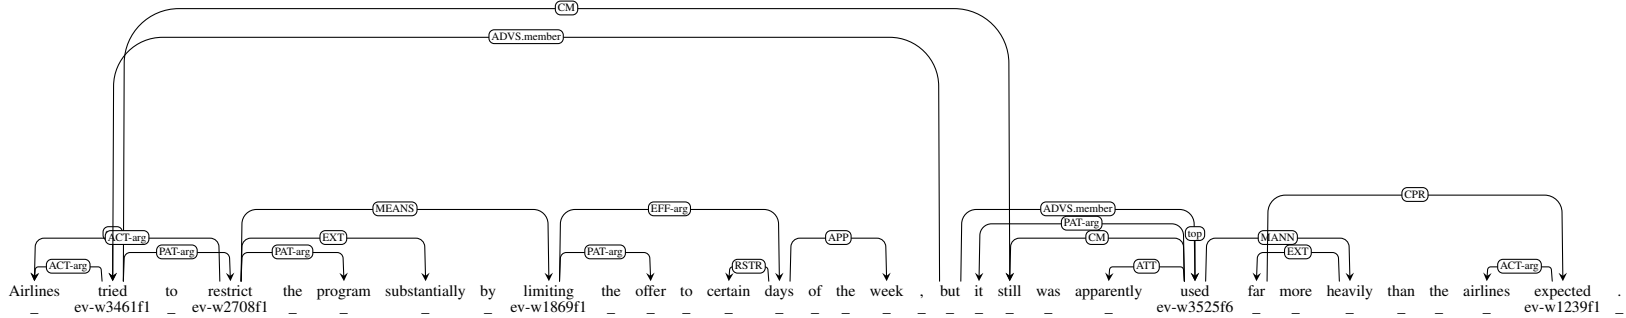 CM
ADVS.member
CPR
MEANS EFF-arg ADVS.member
PAT-arg
top
ACT-arg EXT APP CM MANN
PAT-arg PAT-arg PAT-arg EXT
ACT-arg RSTR ATT ACT-arg
Airlines tried to restrict the program substantially by limiting the offer to certain days of the week , but it still was apparently used far more heavily than the airlines expected .
_ ev-w3461f1 _ ev-w2708f1 _ _ _ _ ev-w1869f1 _ _ _ _ _ _ _ _ _ _ _ _ _ _ ev-w3525f6 _ _ _ _ _ _ ev-w1239f1 _